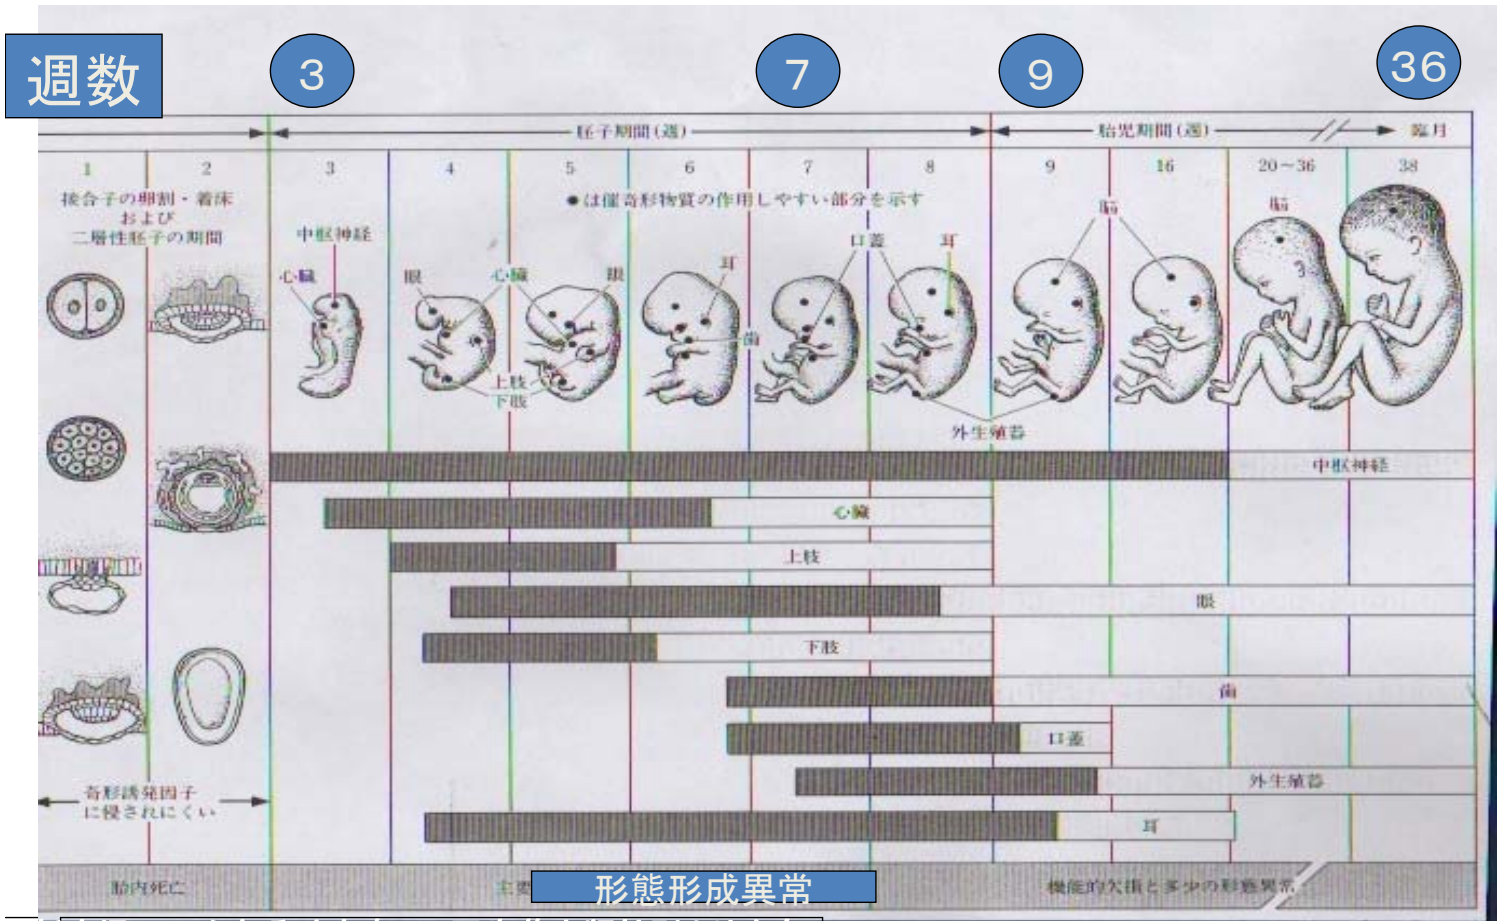 週数
3
7
9
36
胚子期間(週)
胎児期間(週)
臨月
1
2
3
4
5
6
7
8
9
16
20～36
38
接合子の卵割・着床
および
二層性胚子の期間
●は催奇形物質の作用しやすい部分を示す
中枢神経
心臓
眼
心臓
眼
耳
口蓋
耳
脳
脳
歯
上肢
下肢
外生殖器
中枢神経
心臓
上肢
眼
下肢
歯
口蓋
外生殖器
耳
奇形誘発因子
に侵されにくい
胎内死亡
主要
形態形成異常
機能的欠損と多少の形態異常